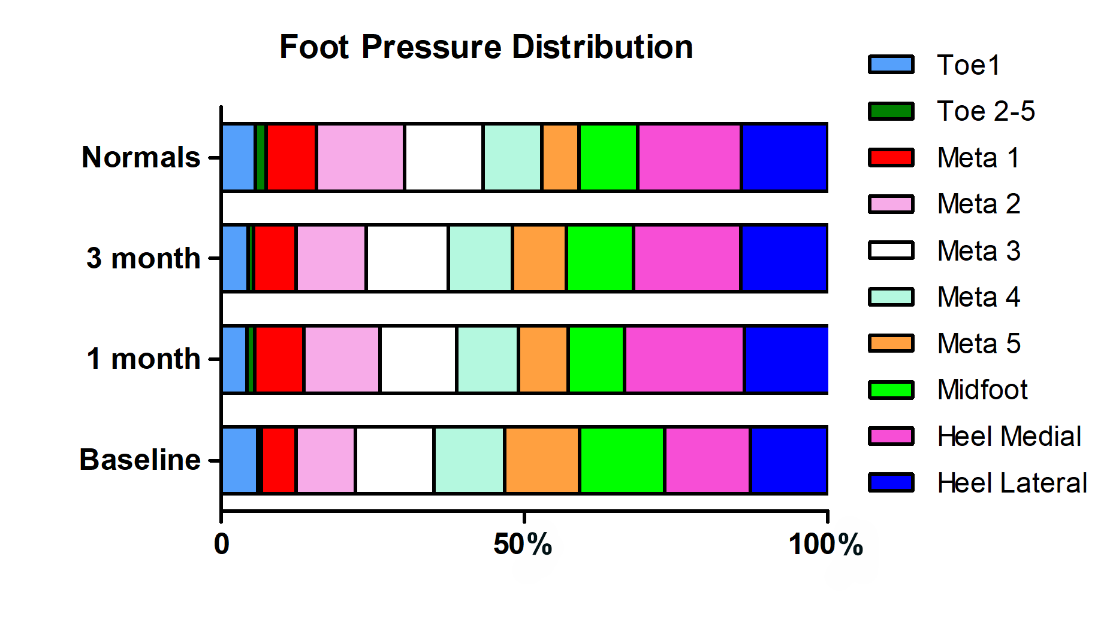 Foot Pressure Distribution
Toe1
Toe 2-5
Meta 1
Meta 2
Meta 3
Meta 4
Meta 5
Midfoot
Heel Medial
Heel Lateral
Normals
3 month
1 month
Baseline
0 50% 100%